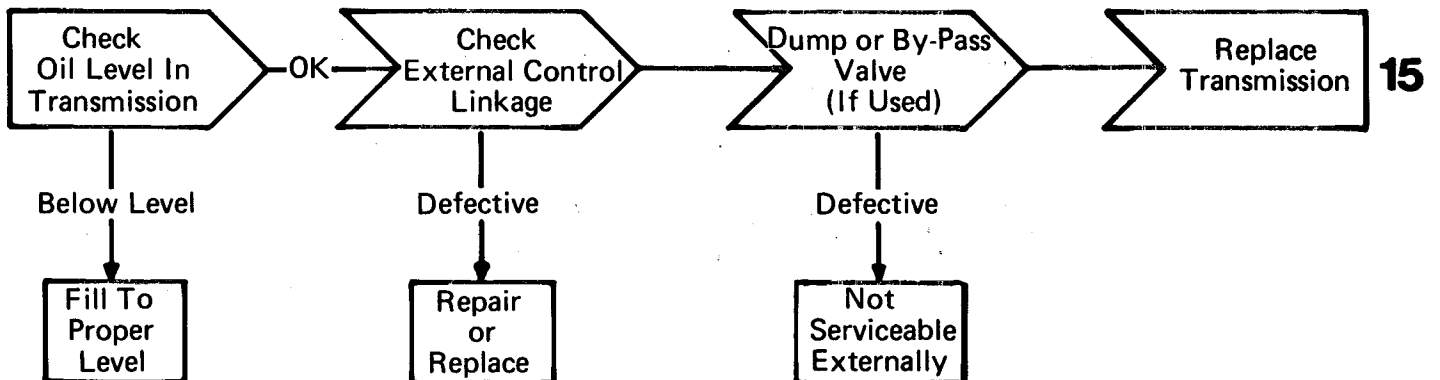 Check
Oil Level In
Transmission
OK
Check
External Control
Linkage
Dump or By-Pass
Valve
(If Used)
Replace
Transmission
15
Below Level
Defective
Defective
Fill To
Proper
Level
Repair
or
Replace
Not
Serviceable
Externally